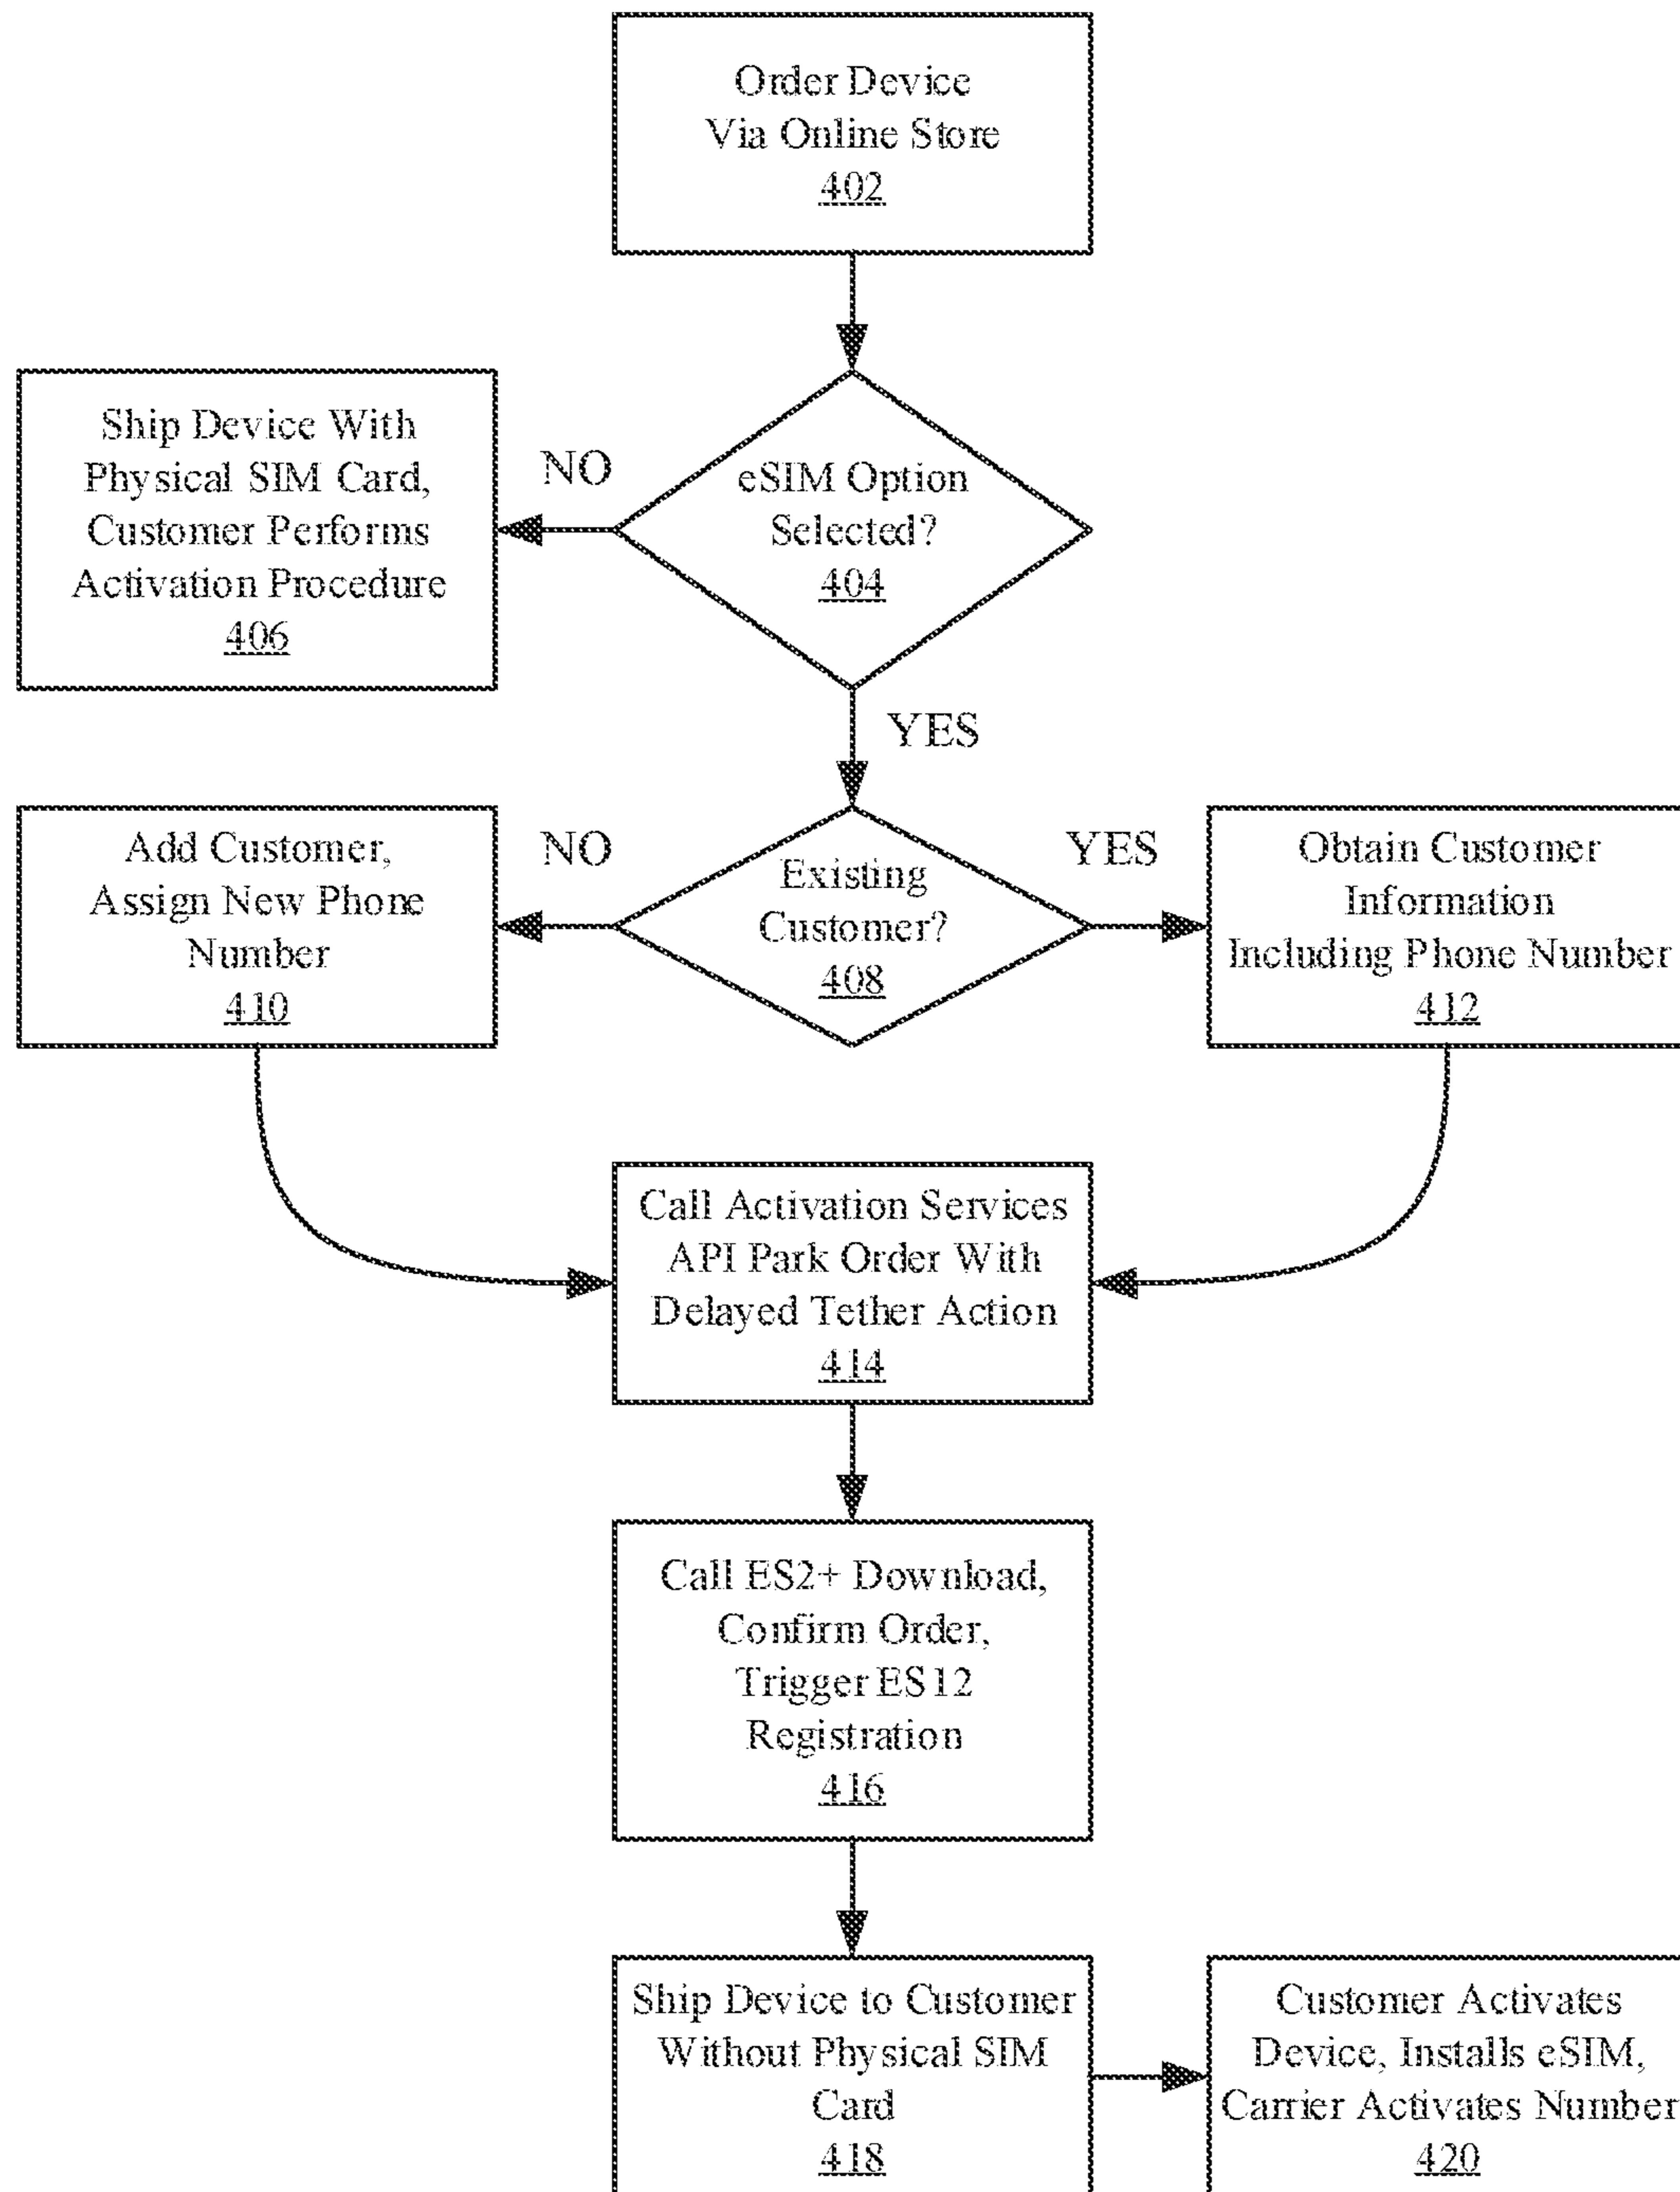 Order Device
Via Online Store
402
Ship Device With
Physical SIM Card,
Customer Performs
Activation Procedure
406
NO
eSIM Option
Selected?
404
YES
Add Customer,
Assign New Phone
Number
410
NO
Existing
Customer?
408
YES
Obtain Customer
Information
Including Phone Number
412
Call Activation Services
API Park Order With
Delayed Tether Action
414
Call ES2+ Download,
Confirm Order,
Trigger ES12
Registration
416
Ship Device to Customer
Without Physical SIM
Card
418
Customer Activates
Device, Installs eSIM,
Carrier Activates Number
420